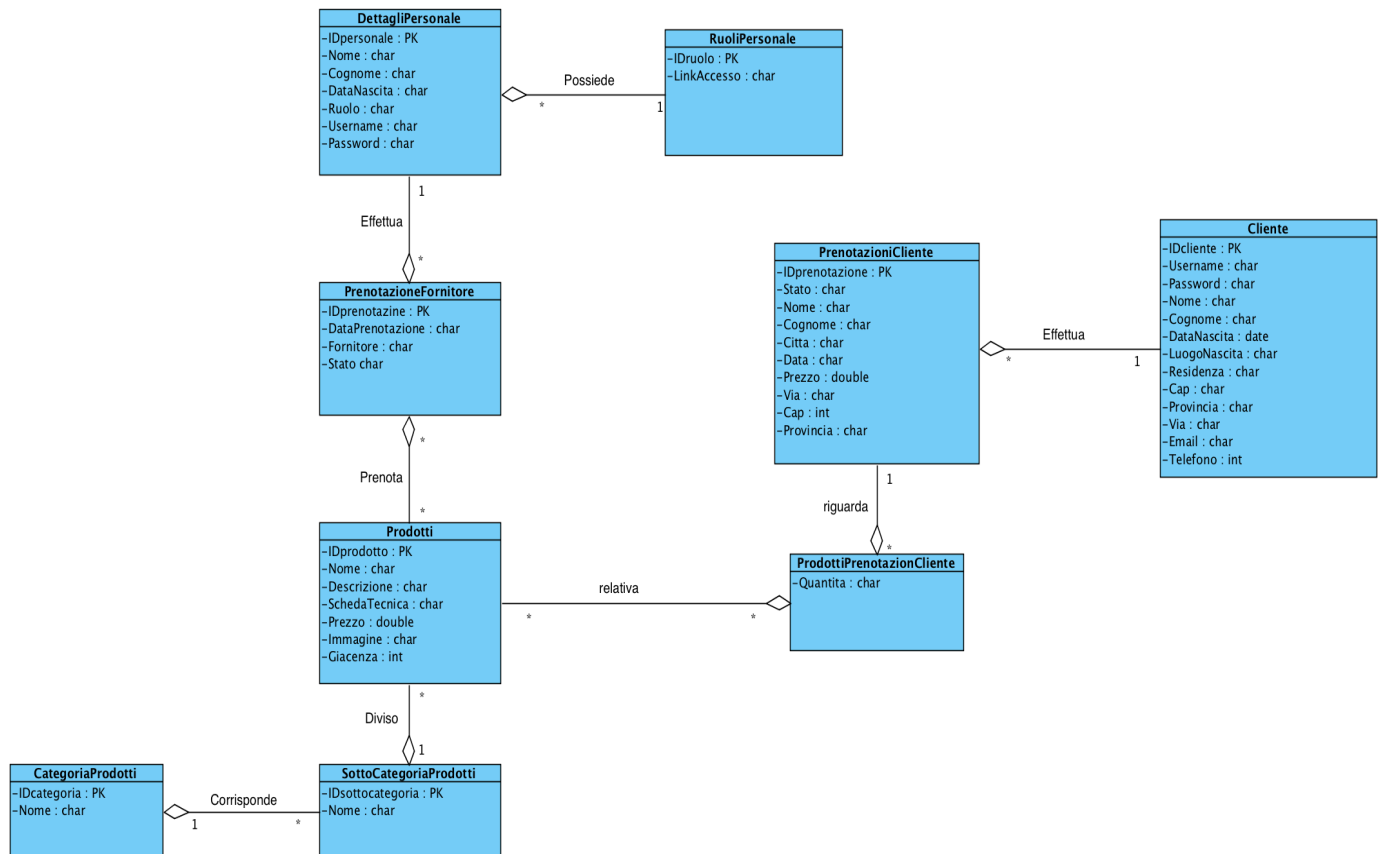 DettagliPersonale
-IDpersonale : PK
-Nome : char
-Cognome : char
-DataNascita : char
-Ruolo : char
-Username : char
-Password : char
Possiede
*
1
RuoliPersonale
-IDruolo : PK
-LinkAccesso : char
1
Effettua
*
PrenotazioneFornitore
-IDprenotazine : PK
-DataPrenotazione : char
-Fornitore : char
-Stato char
*
Prenota
*
Prodotti
-IDprodotto : PK
-Nome : char
-Descrizione : char
-SchedaTecnica : char
-Prezzo : double
-Immagine : char
-Giacenza : int
PrenotazioniCliente
-IDprenotazione : PK
-Stato : char
-Nome : char
-Cognome : char
-Citta : char
-Data : char
-Prezzo : double
-Via : char
-Cap : int
-Provincia : char
Effettua
*
1
Cliente
-IDcliente : PK
-Username : char
-Password : char
-Nome : char
-Cognome : char
-DataNascita : date
-LuogoNascita : char
-Residenza : char
-Cap : char
-Provincia : char
-Via : char
-Email : char
-Telefono : int
1
riguarda
*
ProdottiPrenotazionCliente
-Quantita : char
relativa
*
*
*
Diviso
1
CategoriaProdotti
-IDcategoria : PK
-Nome : char
Corrisponde
1
*
SottoCategoriaProdotti
-IDsottocategoria : PK
-Nome : char